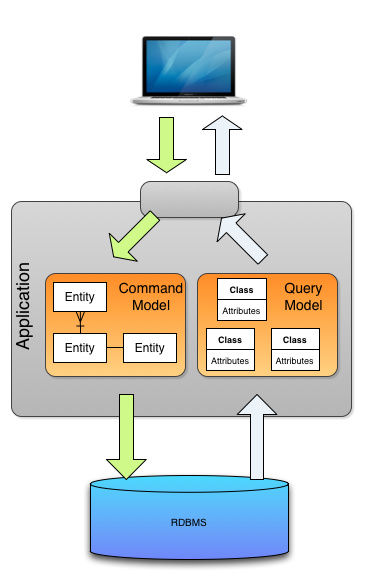 Application
Entity
Command
Model
Entity
Entity
Class
Attributes
Query
Model
Class
Attributes
Class
Attributes
RDBMS